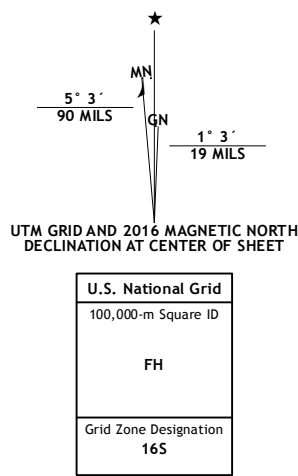 MN
5° 3´
90 MILS
GN
1° 3´
19 MILS
UTM GRID AND 2016 MAGNETIC NORTH
DECLINATION AT CENTER OF SHEET
U.S. National Grid
100,000-m Square ID
FH
Grid Zone Designation
16S